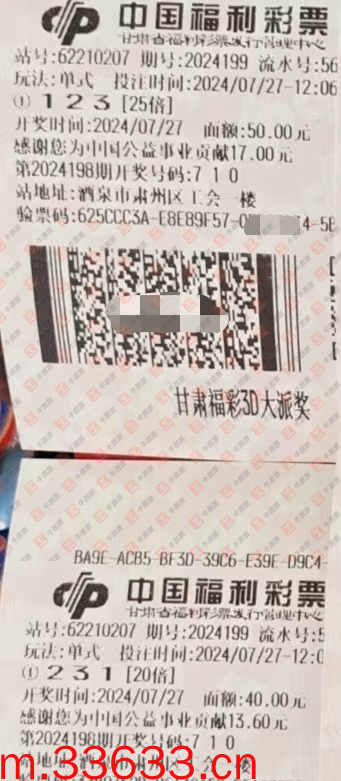 中国福利彩票
甘肃省福利彩票发行管理中心
站号:62210207 期号:2024199 流水号:56
玩法:单式 投注时间:2024/07/27-12:06
① 1 2 3 [25倍]
开奖时间:2024/07/27 面额:50.00元
感谢您为中国公益事业贡献17.00元
第2024198期开奖号码:7 1 0
站地址:酒泉市肃州区工会一楼
验票码:625CCC3A-E8E89F57-
甘肃福彩3D大派奖
BA9E-ACB5-BF3D-39C6-E39E-D9C4-
中国福利彩票
甘肃省福利彩票发行管理中心
站号:62210207 期号:2024199 流水号:5
玩法:单式 投注时间:2024/07/27-12:0
① 2 3 1 [20倍]
开奖时间:2024/07/27 面额:40.00元
感谢您为中国公益事业贡献13.60元
第2024198期开奖号码:7 1 0
m.33633.cn